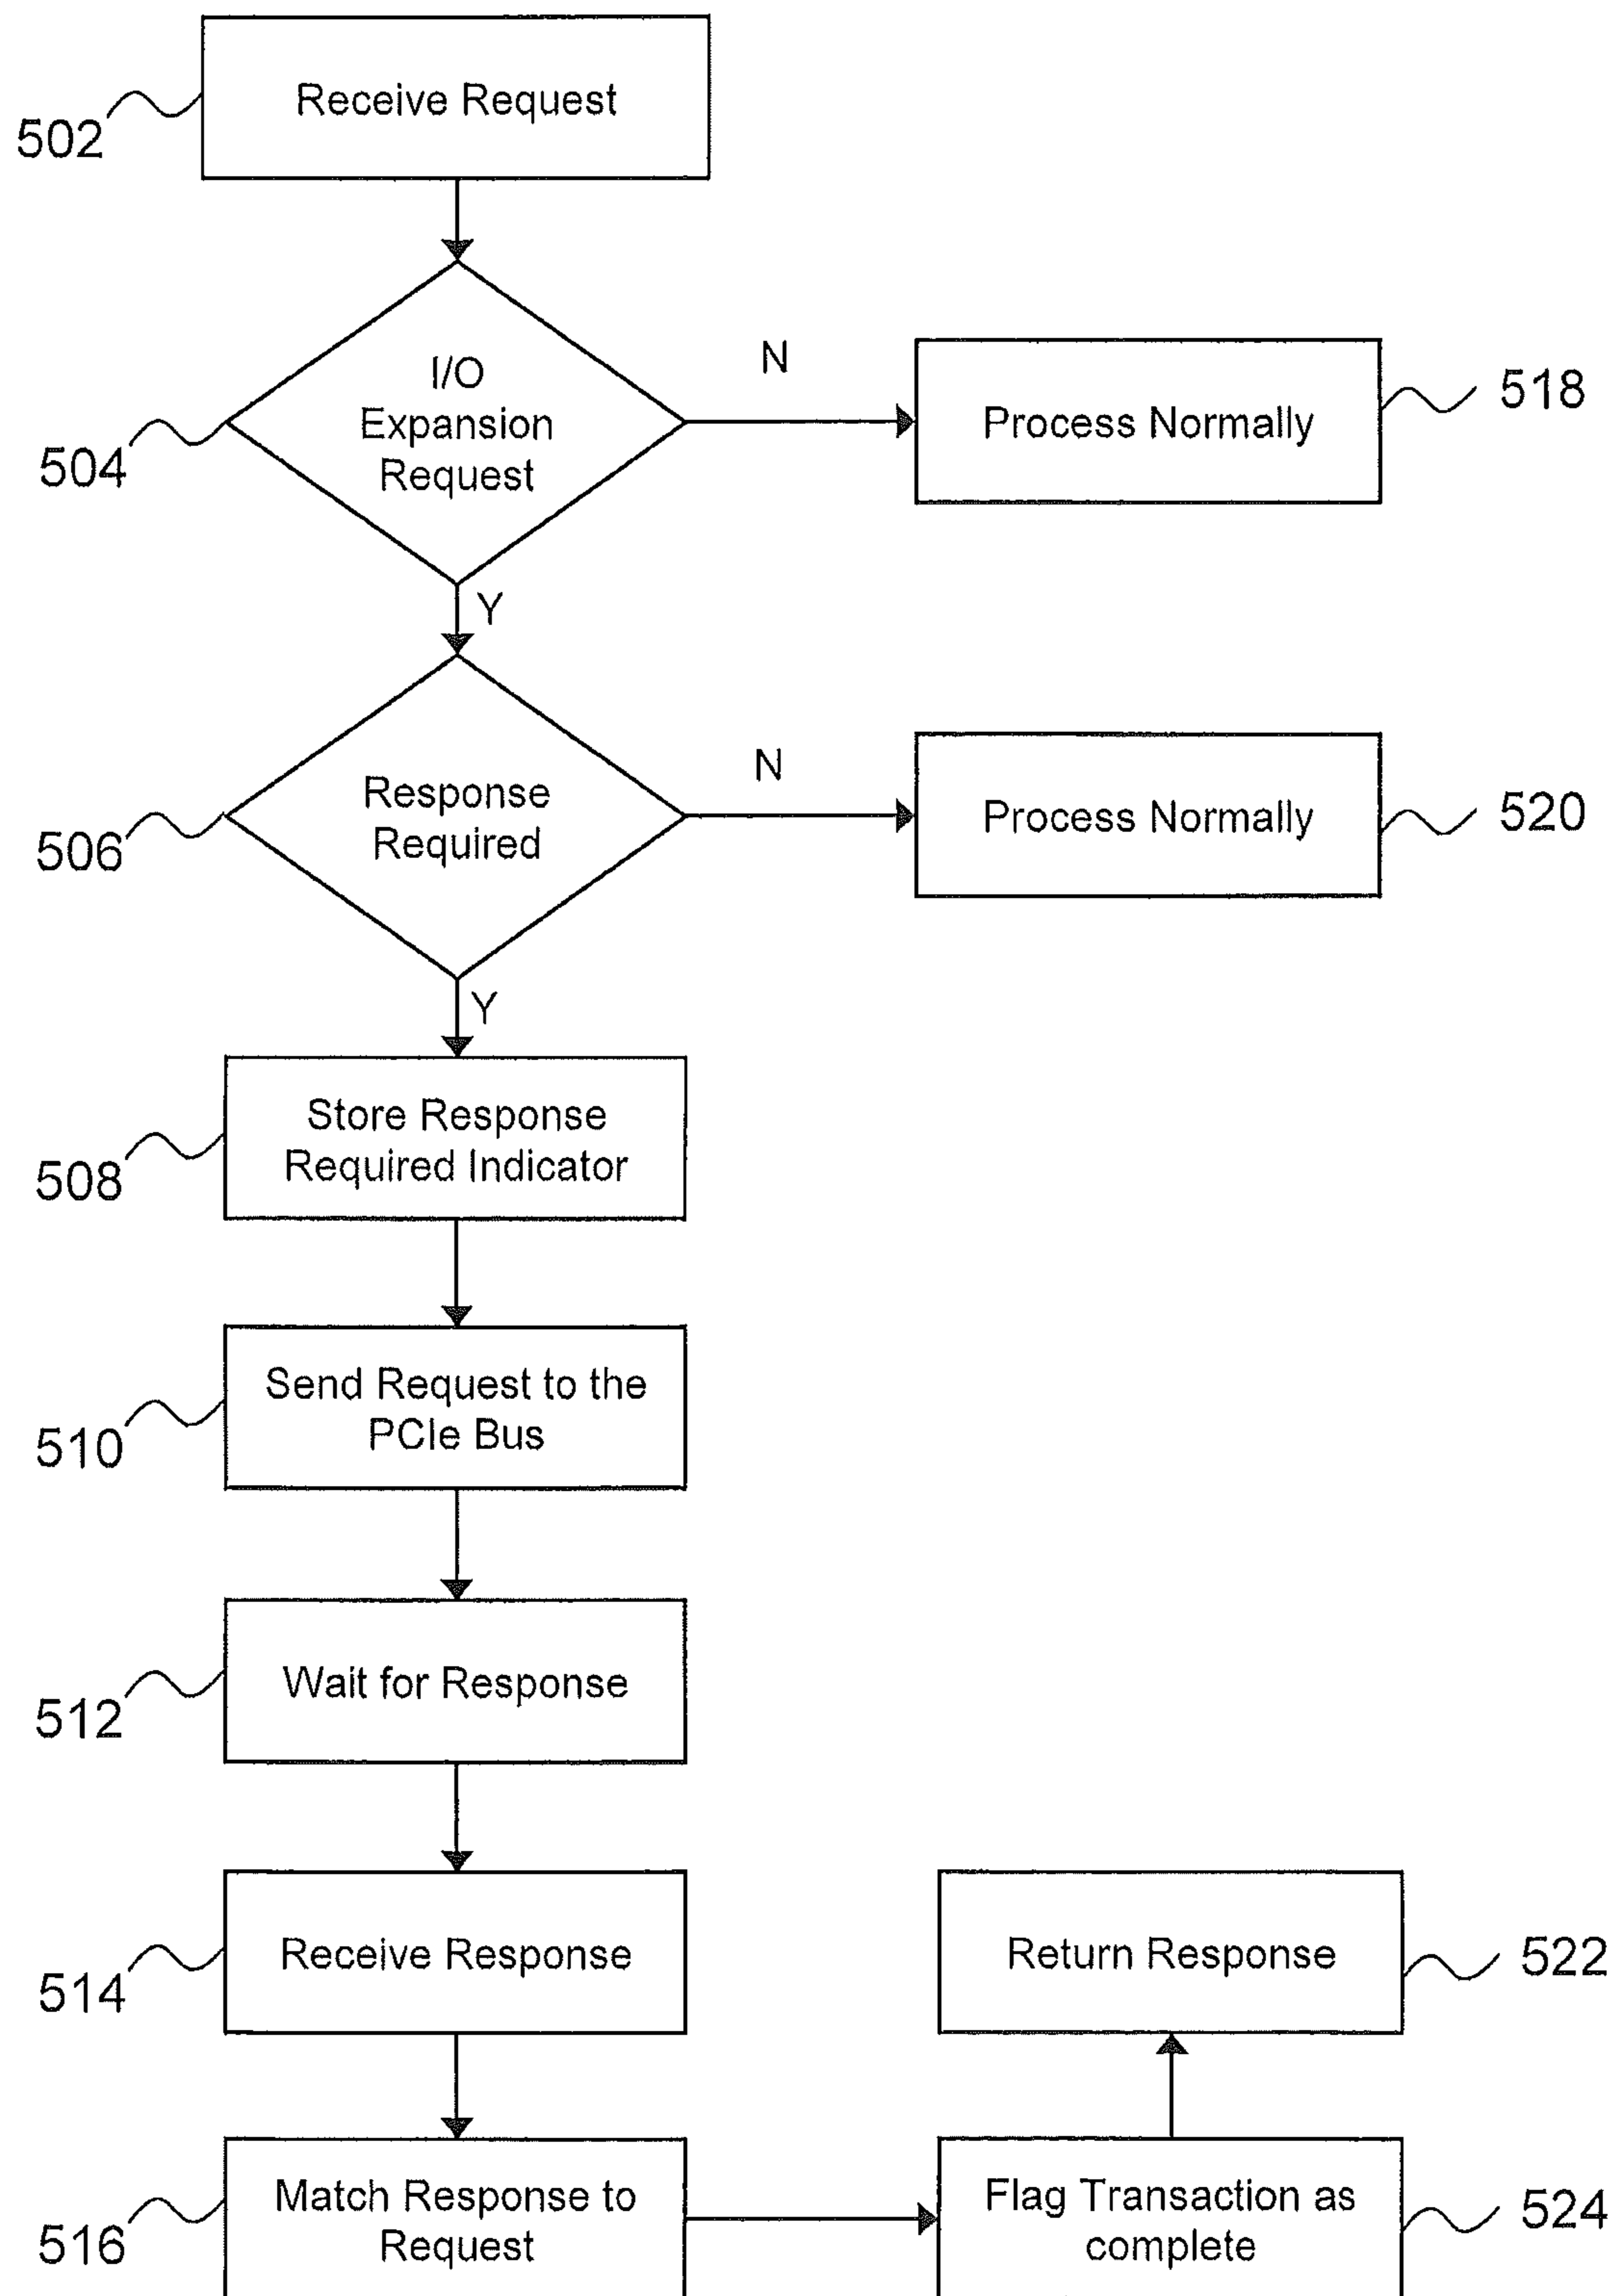 Receive Request
502
I/O
Expansion
Request
504
N
Process Normally
518
Y
Response
Required
506
N
Process Normally
520
Y
Store Response
Required Indicator
508
Send Request to the
PCIe Bus
510
Wait for Response
512
Receive Response
514
Return Response
522
Match Response to
Request
516
Flag Transaction as
complete
524